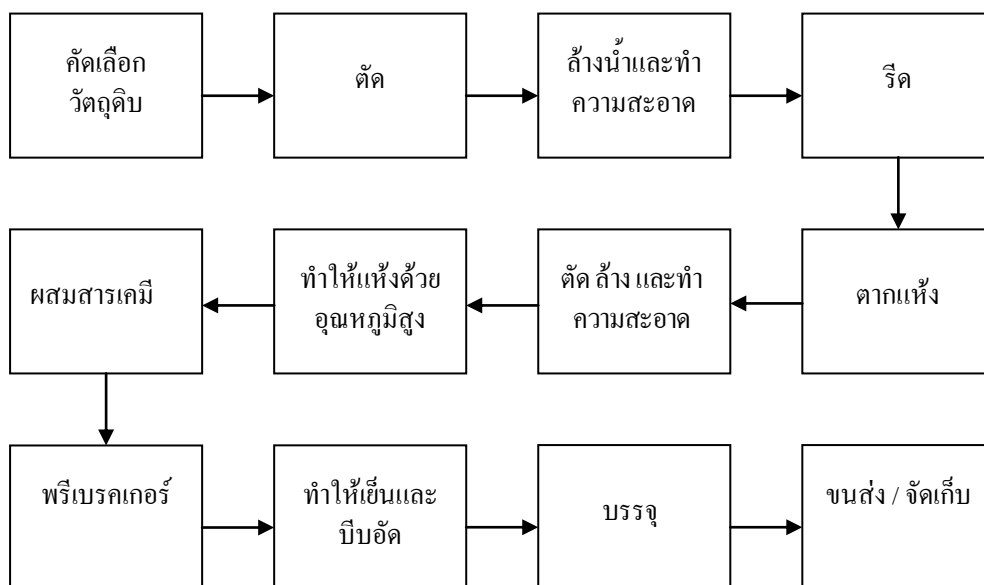 คัดเลือก
วัตถุดิบ
ตัด
ล้างน้ำและทำ
ความสะอาด
รีด
ตากแห้ง
ตัด ล้าง และทำ
ความสะอาด
ทำให้แห้งด้วย
อุณหภูมิสูง
ผสมสารเคมี
พรีเบรคเกอร์
ทำให้เย็นและ
บีบอัด
บรรจุ
ขนส่ง / จัดเก็บ